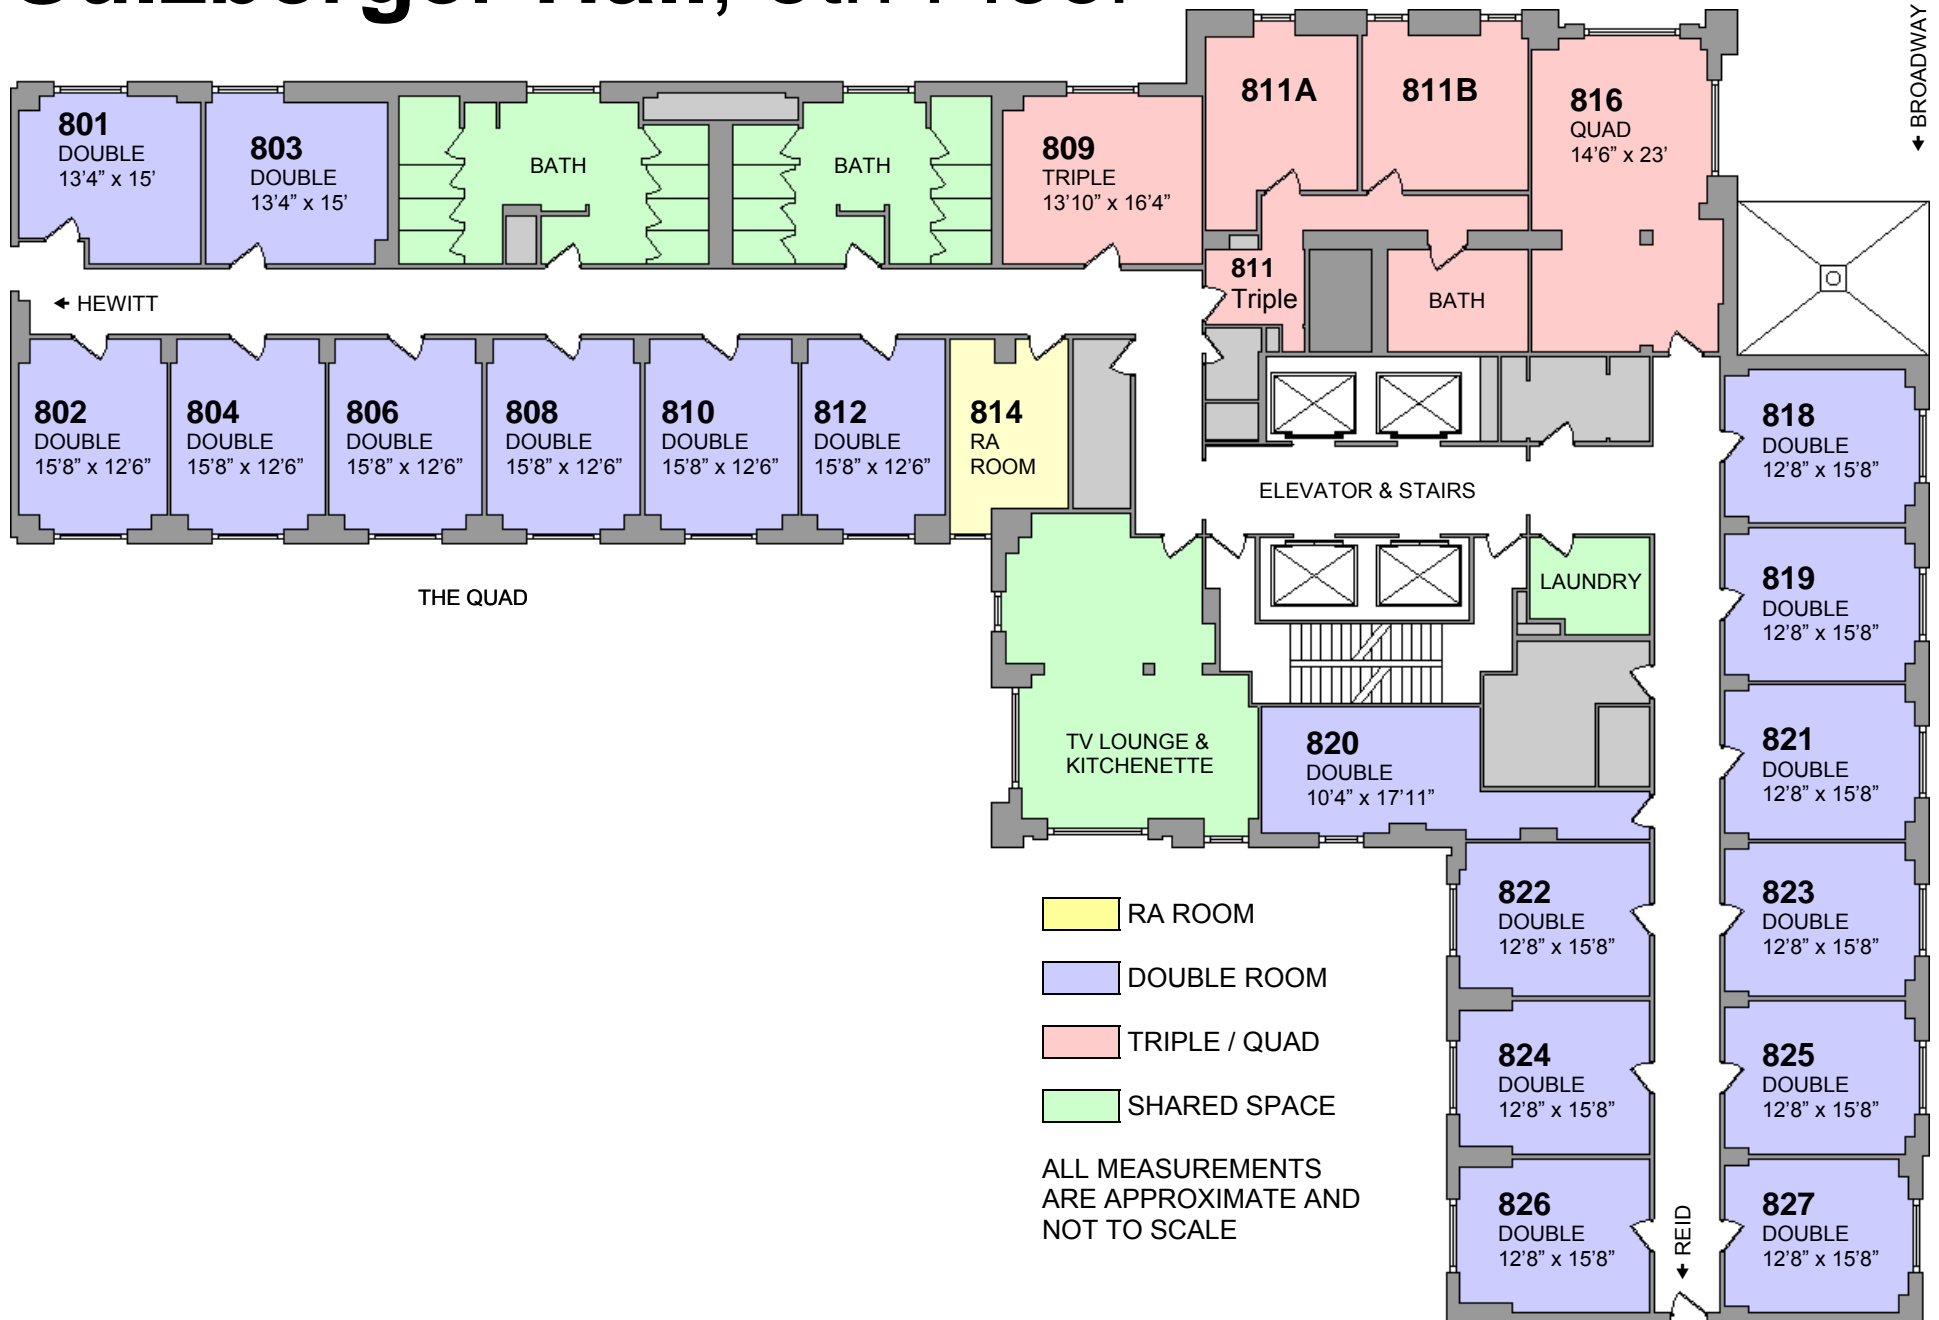 Sulzberger Hall, 8th Floor
← BROADWAY
801
DOUBLE
13'4” x 15'
803
DOUBLE
13'4” x 15'
BATH
BATH
809
TRIPLE
13'10” x 16'4”
811A
811B
816
QUAD
14'6” x 23'
811
Triple
BATH
← HEWITT
802
DOUBLE
15'8” x 12'6”
804
DOUBLE
15'8” x 12'6”
806
DOUBLE
15'8” x 12'6”
808
DOUBLE
15'8” x 12'6”
810
DOUBLE
15'8” x 12'6”
812
DOUBLE
15'8” x 12'6”
814
RA
ROOM
818
DOUBLE
12'8” x 15'8”
ELEVATOR & STAIRS
THE QUAD
LAUNDRY
819
DOUBLE
12'8” x 15'8”
TV LOUNGE &
KITCHENETTE
820
DOUBLE
10'4” x 17'11”
821
DOUBLE
12'8” x 15'8”
822
DOUBLE
12'8” x 15'8”
823
DOUBLE
12'8” x 15'8”
824
DOUBLE
12'8” x 15'8”
825
DOUBLE
12'8” x 15'8”
826
DOUBLE
12'8” x 15'8”
827
DOUBLE
12'8” x 15'8”
← REID
RA ROOM
DOUBLE ROOM
TRIPLE / QUAD
SHARED SPACE
ALL MEASUREMENTS
ARE APPROXIMATE AND
NOT TO SCALE